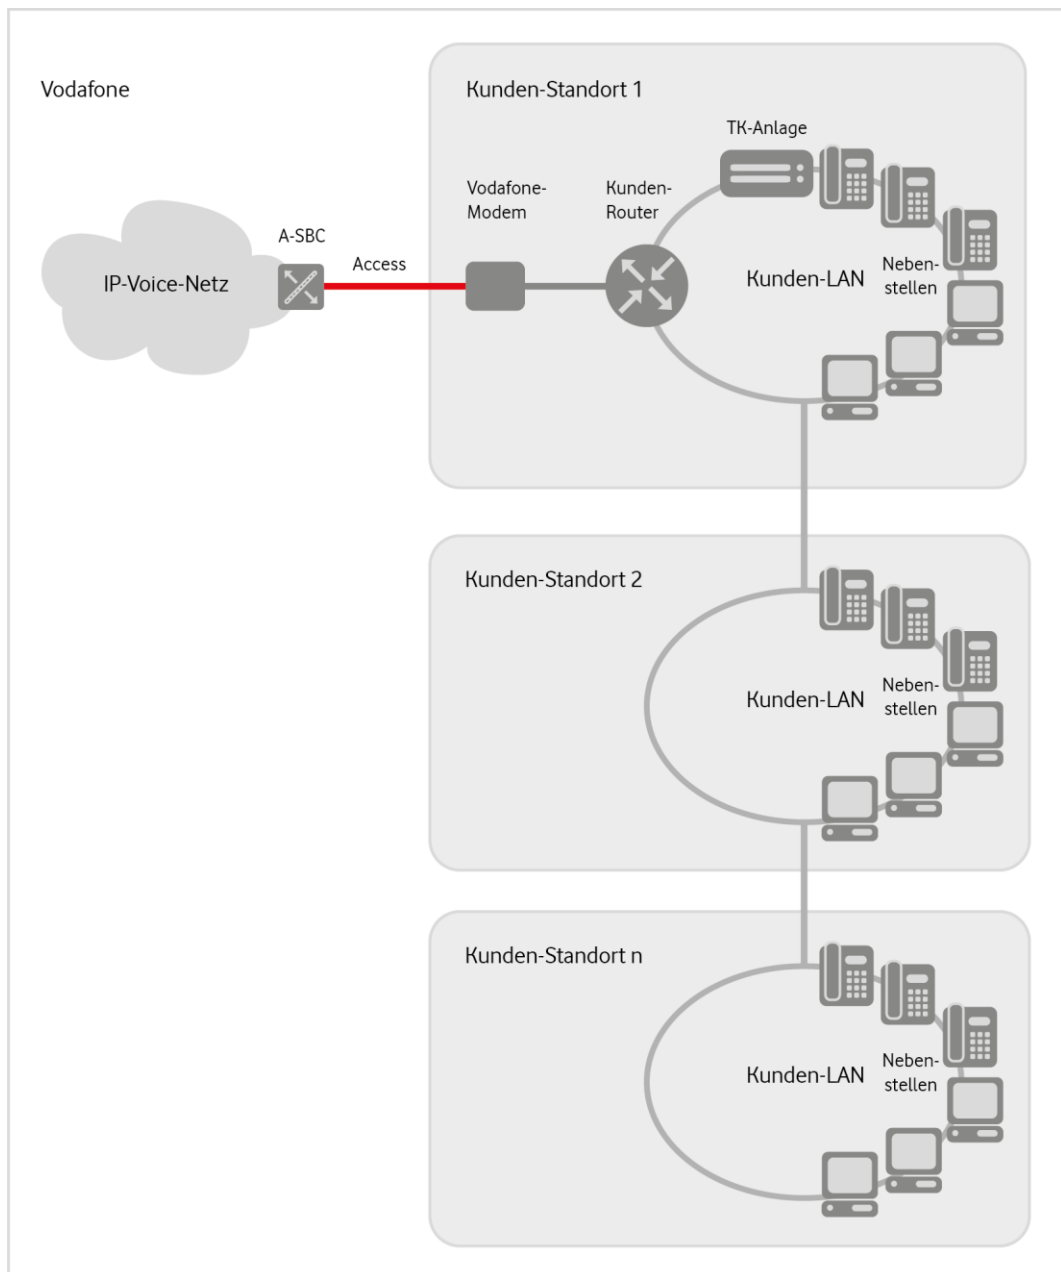 Vodafone
Kunden-Standort 1
TK-Anlage
Vodafone-
Modem
Kunden-
Router
A-SBC
Access
IP-Voice-Netz
Kunden-LAN
Neben-
stellen
Kunden-Standort 2
Kunden-LAN
Neben-
stellen
Kunden-Standort n
Kunden-LAN
Neben-
stellen